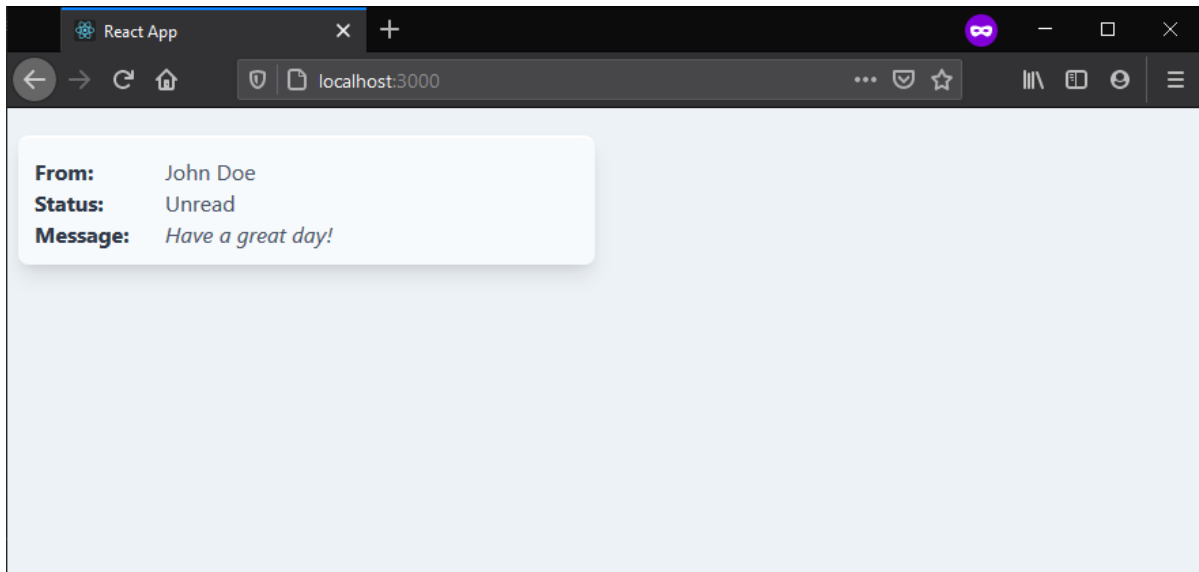 React App
localhost:3000
From: John Doe
Status: Unread
Message: Have a great day!